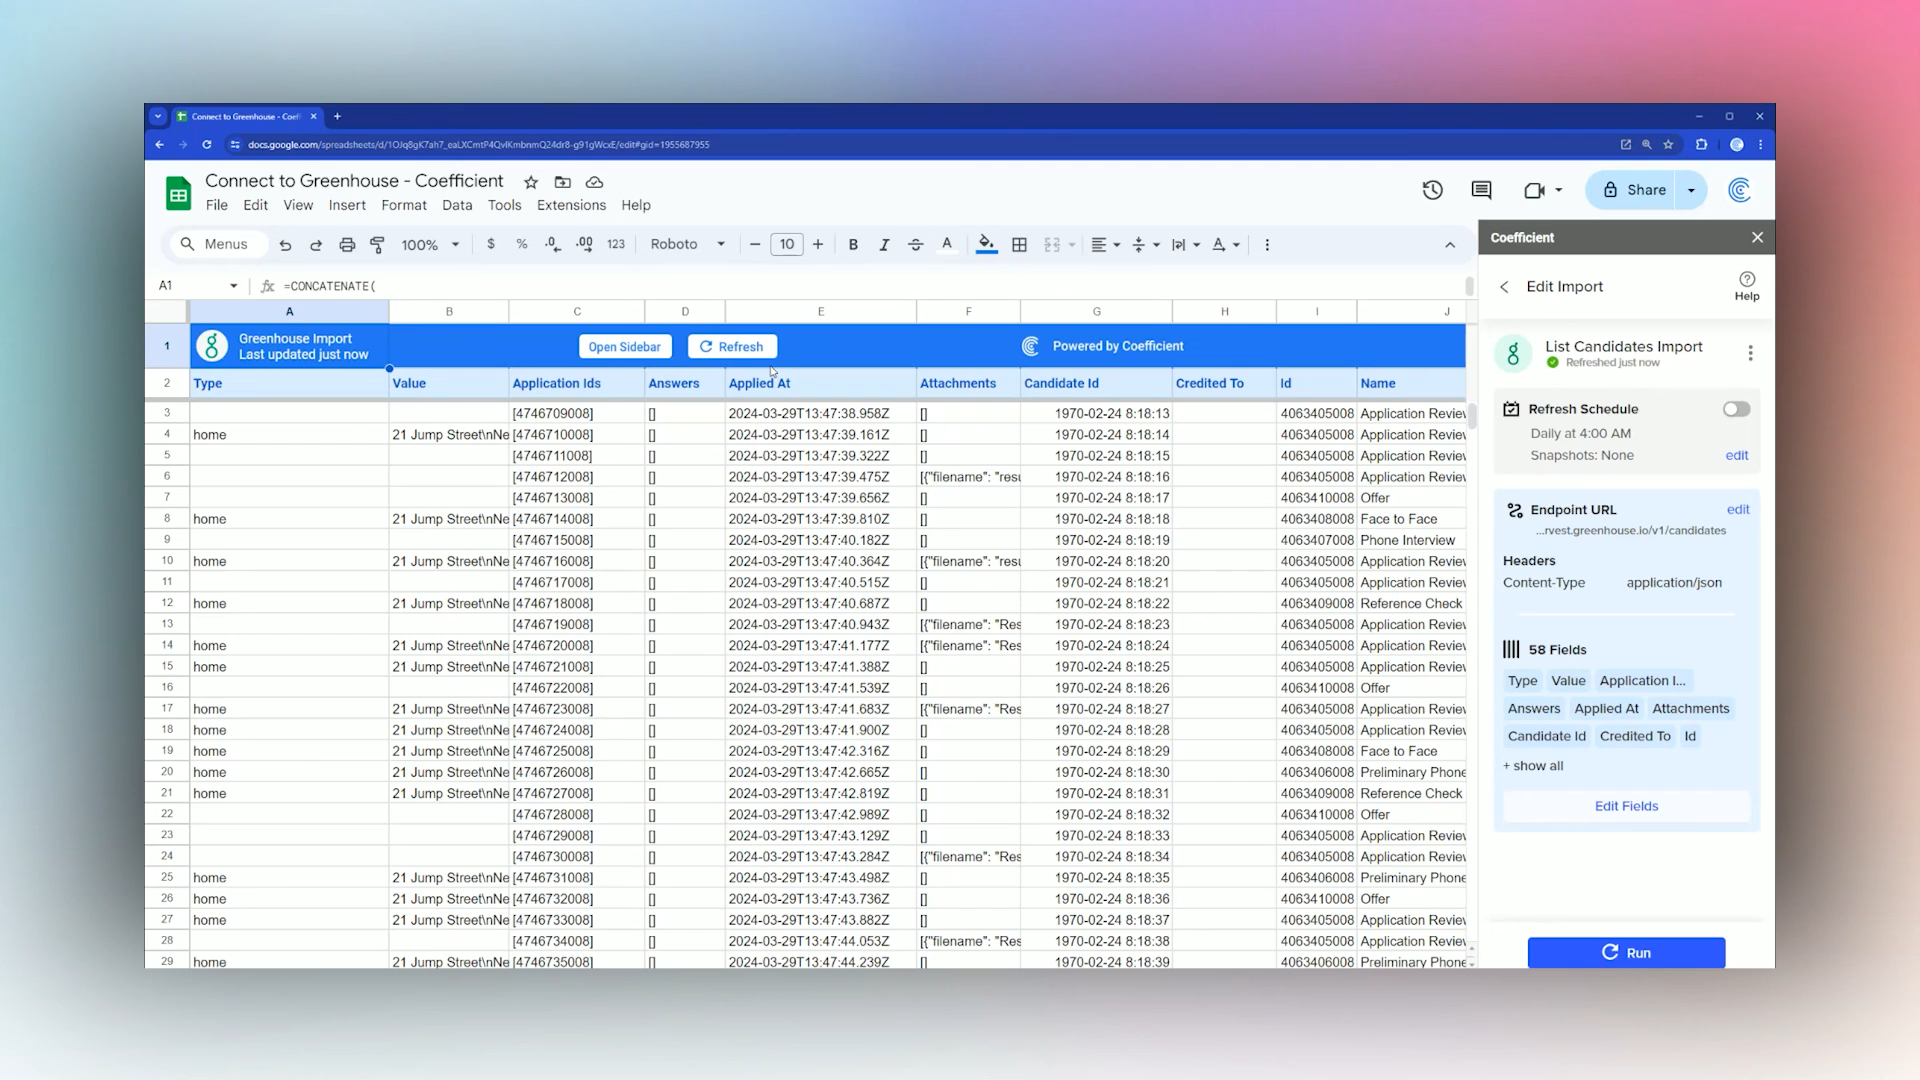 Connect to Greenhouse - Coeff
docs.google.com/spreadsheets/d/1OJq8gK7ah7_eaLXCmtP4QvIKmbnmQ24dr8-g91gWcxE/edit#gid=1955687955
Connect to Greenhouse - Coefficient
File Edit View Insert Format Data Tools Extensions Help
Share
Menus 100% $ % .0 .00 123 Roboto 10 B I A
A1 fx =CONCATENATE(
A B C D E F G H I J
1 Greenhouse Import
Last updated just now
Open Sidebar Refresh Powered by Coefficient
2 Type Value Application Ids Answers Applied At Attachments Candidate Id Credited To Id Name
3 [4746709008] [] 2024-03-29T13:47:38.958Z [] 1970-02-24 8:18:13 4063405008 Application Review
4 home 21 Jump Street\nNe [4746710008] [] 2024-03-29T13:47:39.161Z [] 1970-02-24 8:18:14 4063405008 Application Review
5 [4746711008] [] 2024-03-29T13:47:39.322Z [] 1970-02-24 8:18:15 4063405008 Application Review
6 [4746712008] [] 2024-03-29T13:47:39.475Z [{"filename": "resu 1970-02-24 8:18:16 4063405008 Application Review
7 [4746713008] [] 2024-03-29T13:47:39.656Z [] 1970-02-24 8:18:17 4063410008 Offer
8 home 21 Jump Street\nNe [4746714008] [] 2024-03-29T13:47:39.810Z [] 1970-02-24 8:18:18 4063408008 Face to Face
9 [4746715008] [] 2024-03-29T13:47:40.182Z [] 1970-02-24 8:18:19 4063407008 Phone Interview
10 home 21 Jump Street\nNe [4746716008] [] 2024-03-29T13:47:40.364Z [{"filename": "resu 1970-02-24 8:18:20 4063405008 Application Review
11 [4746717008] [] 2024-03-29T13:47:40.515Z [] 1970-02-24 8:18:21 4063405008 Application Review
12 home 21 Jump Street\nNe [4746718008] [] 2024-03-29T13:47:40.687Z [] 1970-02-24 8:18:22 4063409008 Reference Check
13 [4746719008] [] 2024-03-29T13:47:40.943Z [{"filename": "Res 1970-02-24 8:18:23 4063405008 Application Review
14 home 21 Jump Street\nNe [4746720008] [] 2024-03-29T13:47:41.177Z [{"filename": "Res 1970-02-24 8:18:24 4063405008 Application Review
15 home 21 Jump Street\nNe [4746721008] [] 2024-03-29T13:47:41.388Z [] 1970-02-24 8:18:25 4063405008 Application Review
16 [4746722008] [] 2024-03-29T13:47:41.539Z [] 1970-02-24 8:18:26 4063410008 Offer
17 home 21 Jump Street\nNe [4746723008] [] 2024-03-29T13:47:41.683Z [{"filename": "Res 1970-02-24 8:18:27 4063405008 Application Review
18 home 21 Jump Street\nNe [4746724008] [] 2024-03-29T13:47:41.900Z [] 1970-02-24 8:18:28 4063405008 Application Review
19 home 21 Jump Street\nNe [4746725008] [] 2024-03-29T13:47:42.316Z [] 1970-02-24 8:18:29 4063408008 Face to Face
20 home 21 Jump Street\nNe [4746726008] [] 2024-03-29T13:47:42.665Z [] 1970-02-24 8:18:30 4063406008 Preliminary Phone
21 home 21 Jump Street\nNe [4746727008] [] 2024-03-29T13:47:42.819Z [] 1970-02-24 8:18:31 4063409008 Reference Check
22 [4746728008] [] 2024-03-29T13:47:42.989Z [] 1970-02-24 8:18:32 4063410008 Offer
23 [4746729008] [] 2024-03-29T13:47:43.129Z [] 1970-02-24 8:18:33 4063405008 Application Review
24 [4746730008] [] 2024-03-29T13:47:43.284Z [{"filename": "Res 1970-02-24 8:18:34 4063405008 Application Review
25 home 21 Jump Street\nNe [4746731008] [] 2024-03-29T13:47:43.498Z [] 1970-02-24 8:18:35 4063406008 Preliminary Phone
26 home 21 Jump Street\nNe [4746732008] [] 2024-03-29T13:47:43.736Z [] 1970-02-24 8:18:36 4063410008 Offer
27 home 21 Jump Street\nNe [4746733008] [] 2024-03-29T13:47:43.882Z [] 1970-02-24 8:18:37 4063405008 Application Review
28 [4746734008] [] 2024-03-29T13:47:44.053Z [{"filename": "Res 1970-02-24 8:18:38 4063405008 Application Review
29 home 21 Jump Street\nNe [4746735008] [] 2024-03-29T13:47:44.239Z [] 1970-02-24 8:18:39 4063406008 Preliminary Phone
Coefficient
Edit Import
Help
List Candidates Import
Refreshed just now
Refresh Schedule
Daily at 4:00 AM
Snapshots: None edit
Endpoint URL edit
...rvest.greenhouse.io/v1/candidates
Headers
Content-Type application/json
58 Fields
Type Value Application I...
Answers Applied At Attachments
Candidate Id Credited To Id
+ show all
Edit Fields
Run